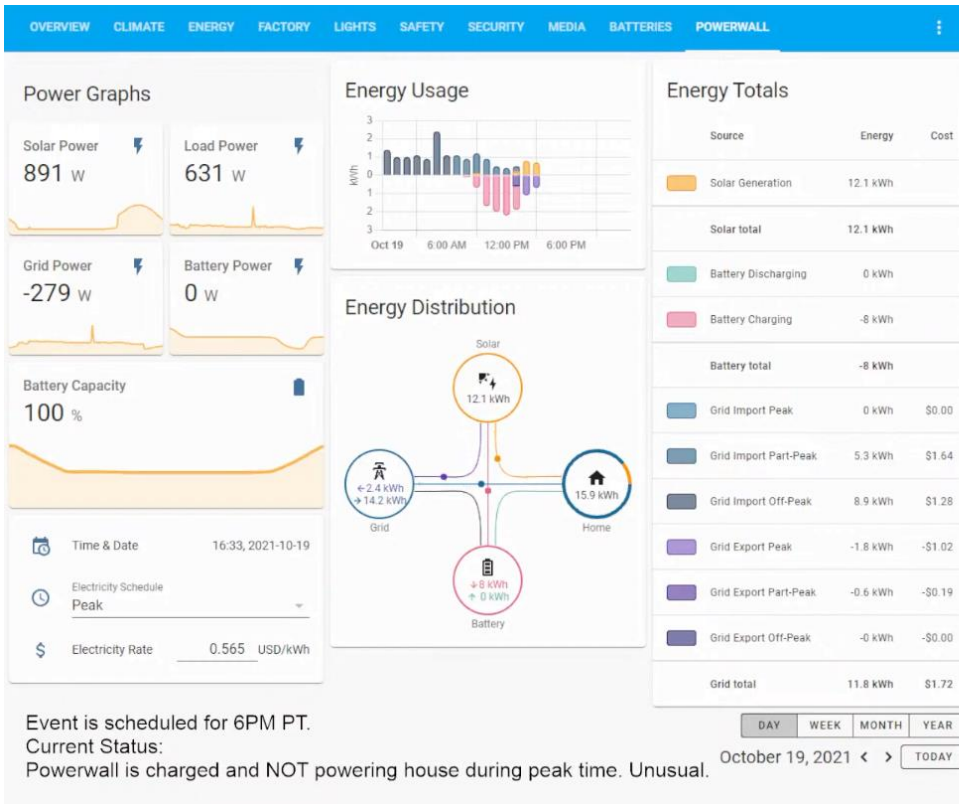 OVERVIEW CLIMATE ENERGY FACTORY LIGHTS SAFETY SECURITY MEDIA BATTERIES POWERWALL
Power Graphs
Solar Power
891 W
Load Power
631 W
Grid Power
-279 W
Battery Power
0 W
Battery Capacity
100 %
Time & Date 16:33, 2021-10-19
Electricity Schedule
Peak
$ Electricity Rate 0.565 USD/kWh
Energy Usage
kWh
3
2
1
0
1
2
3
Oct 19 6:00 AM 12:00 PM 6:00 PM
Energy Distribution
Solar
12.1 kWh
←2.4 kWh
→14.2 kWh
Grid
15.9 kWh
Home
↓8 kWh
↑ 0 kWh
Battery
Energy Totals
Source Energy Cost
Solar Generation 12.1 kWh
Solar total 12.1 kWh
Battery Discharging 0 kWh
Battery Charging -8 kWh
Battery total -8 kWh
Grid Import Peak 0 kWh $0.00
Grid Import Part-Peak 5.3 kWh $1.64
Grid Import Off-Peak 8.9 kWh $1.28
Grid Export Peak -1.8 kWh -$1.02
Grid Export Part-Peak -0.6 kWh -$0.19
Grid Export Off-Peak -0 kWh -$0.00
Grid total 11.8 kWh $1.72
DAY WEEK MONTH YEAR
October 19, 2021 < > TODAY
Event is scheduled for 6PM PT.
Current Status:
Powerwall is charged and NOT powering house during peak time. Unusual.